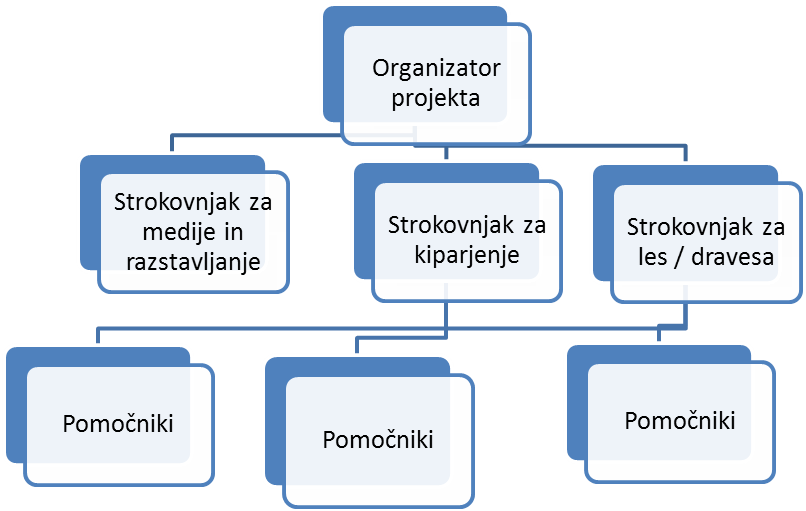 Organizator
projekta
Strokovnjak za
medije in
razstavljanje
Strokovnjak za
kiparjenje
Strokovnjak za
les / dravesa
Pomočniki
Pomočniki
Pomočniki